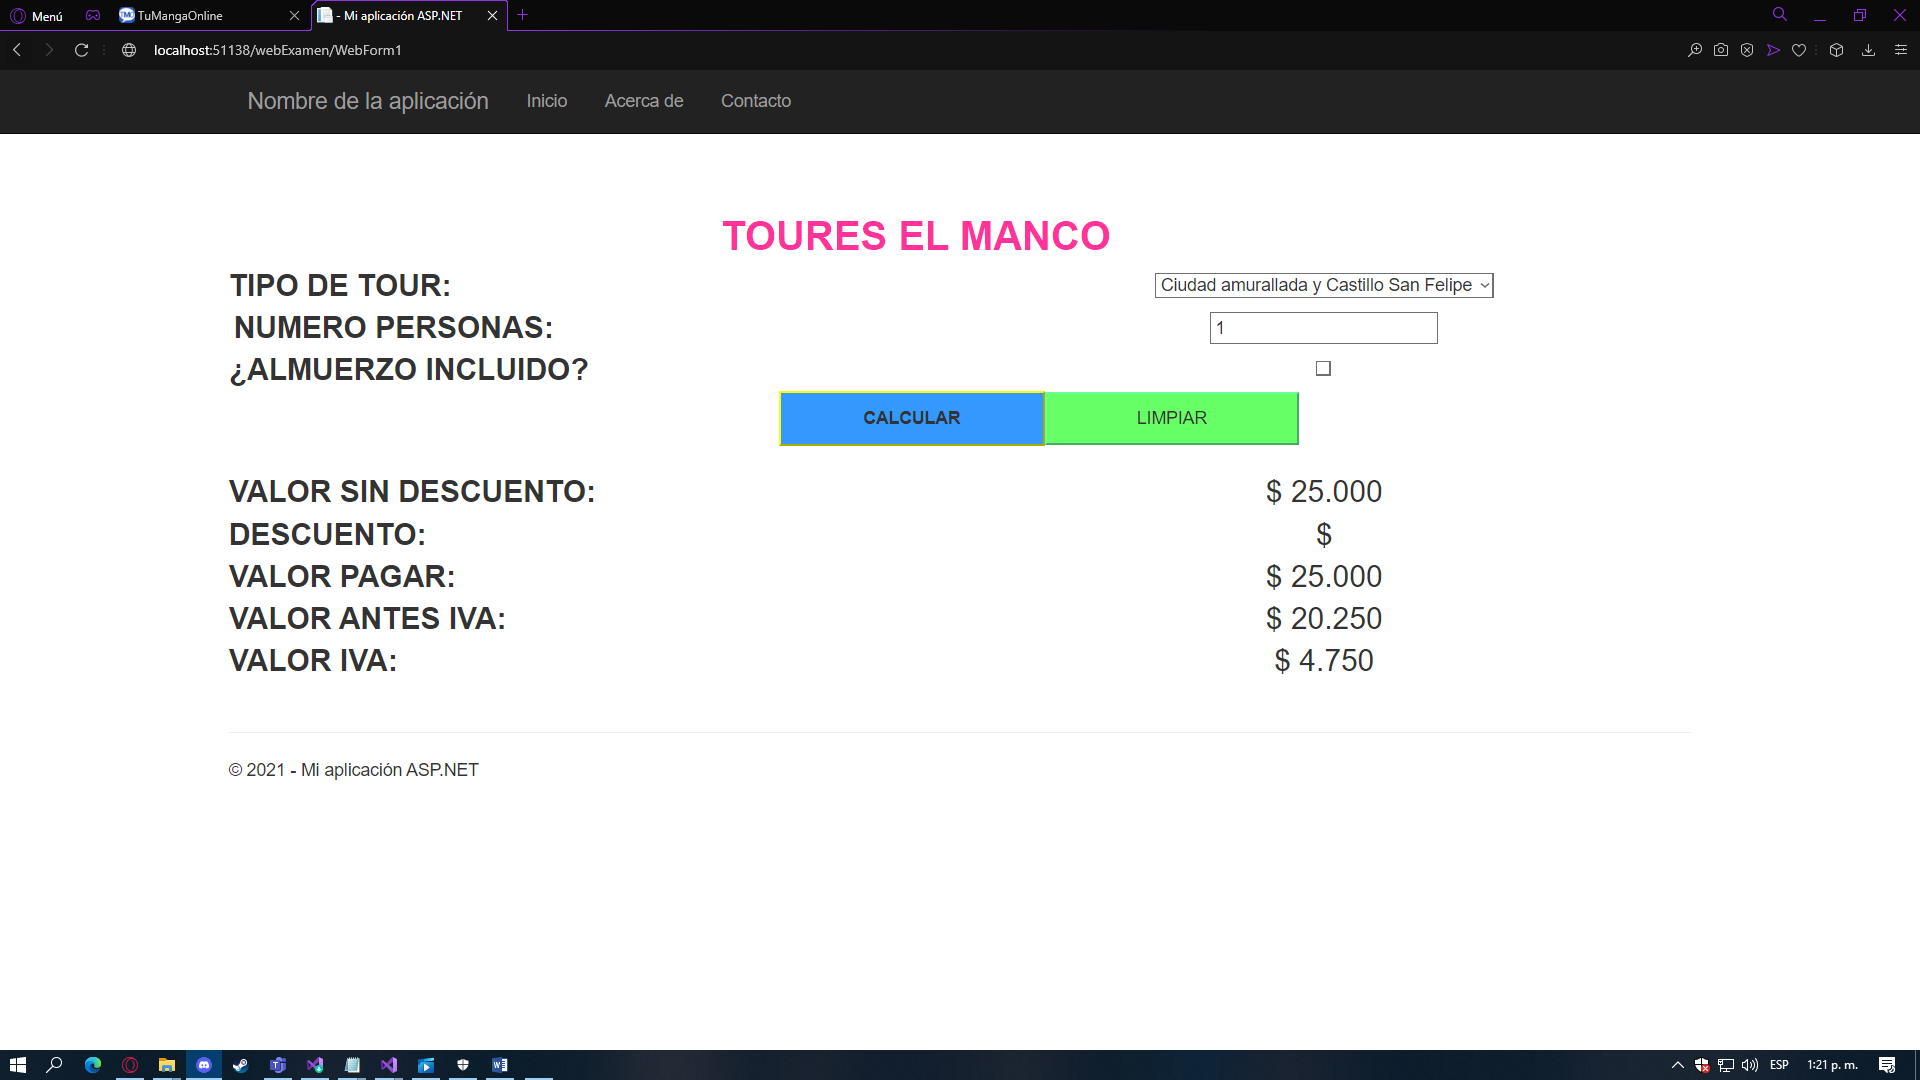 Menú
TuMangaOnline
- Mi aplicación ASP.NET
localhost:51138/webExamen/WebForm1
Nombre de la aplicación Inicio Acerca de Contacto
TOURES EL MANCO
TIPO DE TOUR: Ciudad amurallada y Castillo San Felipe
NUMERO PERSONAS: 1
¿ALMUERZO INCLUIDO?
CALCULAR LIMPIAR
VALOR SIN DESCUENTO: $ 25.000
DESCUENTO: $
VALOR PAGAR: $ 25.000
VALOR ANTES IVA: $ 20.250
VALOR IVA: $ 4.750
© 2021 - Mi aplicación ASP.NET
ESP 1:21 p. m.